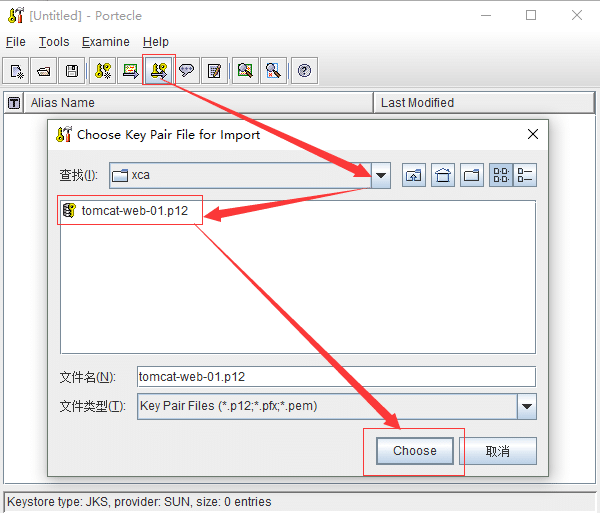 [Untitled] - Portecle
File Tools Examine Help
Alias Name Last Modified
Choose Key Pair File for Import
查找(I): xca
tomcat-web-01.p12
文件名(N): tomcat-web-01.p12
文件类型(T): Key Pair Files (*.p12;*.pfx;*.pem)
Choose 取消
Keystore type: JKS, provider: SUN, size: 0 entries